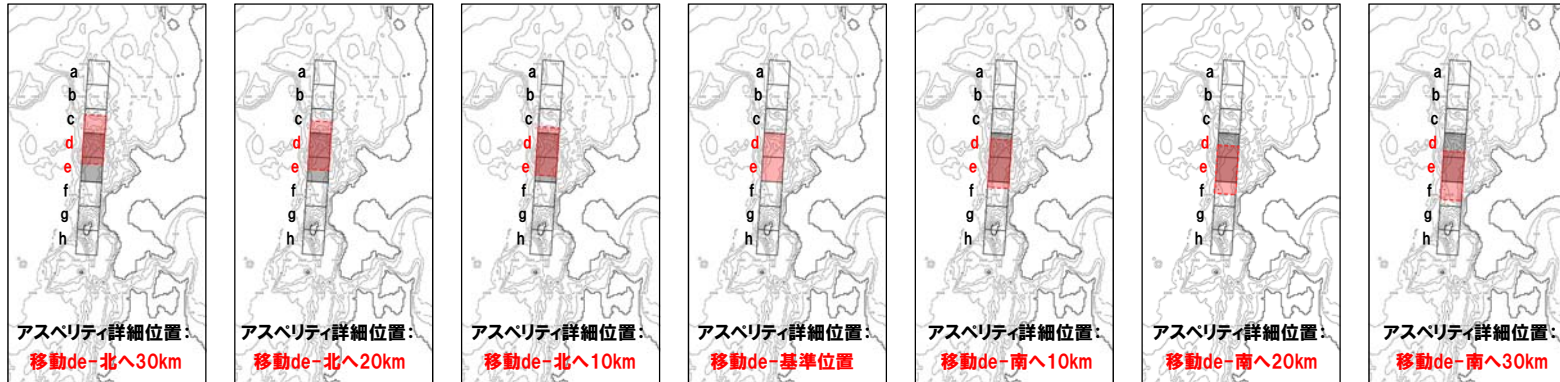 a
b
c
d
e
f
g
h
アスペリティ詳細位置：
移動de-北へ30km
a
b
c
d
e
f
g
h
アスペリティ詳細位置：
移動de-北へ20km
a
b
c
d
e
f
g
h
アスペリティ詳細位置：
移動de-北へ10km
a
b
c
d
e
f
g
h
アスペリティ詳細位置：
移動de-基準位置
a
b
c
d
e
f
g
h
アスペリティ詳細位置：
移動de-南へ10km
a
b
c
d
e
f
g
h
アスペリティ詳細位置：
移動de-南へ20km
a
b
c
d
e
f
g
h
アスペリティ詳細位置：
移動de-南へ30km